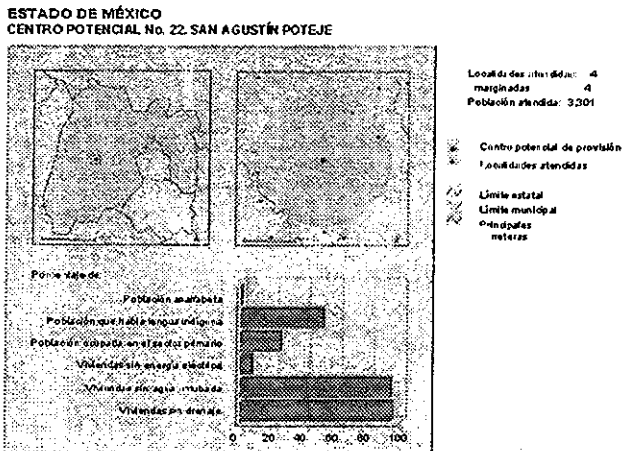 ESTADO DE MÉXICO
CENTRO POTENCIAL No. 22. SAN AGUSTÍN POTEJE
Localidades atendidas: 4
marginadas 4
Población atendida: 3,301
Centro potencial de provisión
Localidades atendidas
Límite estatal
Límite municipal
Principales
Porcentaje de:
Población analfabeta
Población que habla lengua indígena
Población ocupada en el sector primario
Viviendas sin energía eléctrica
Viviendas sin agua entubada
Viviendas sin drenaje
0 20 40 60 80 100